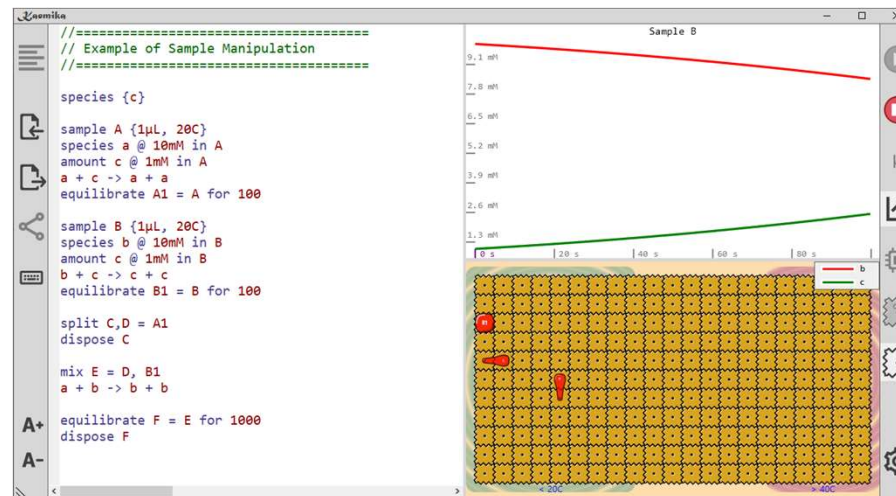 Kaemika
//======================================
// Example of Sample Manipulation
//======================================
species {c}
sample A {1μL, 20C}
species a @ 10mM in A
amount c @ 1mM in A
a + c -> a + a
equilibrate A1 = A for 100
sample B {1μL, 20C}
species b @ 10mM in B
amount c @ 1mM in B
b + c -> c + c
equilibrate B1 = B for 100
split C,D = A1
dispose C
mix E = D, B1
a + b -> b + b
equilibrate F = E for 1000
dispose F
A+
A-
Sample B
9.1 mM
7.8 mM
6.5 mM
5.2 mM
3.9 mM
2.6 mM
1.3 mM
0 s
20 s
40 s
60 s
80 s
b
c
< 20C
> 40C